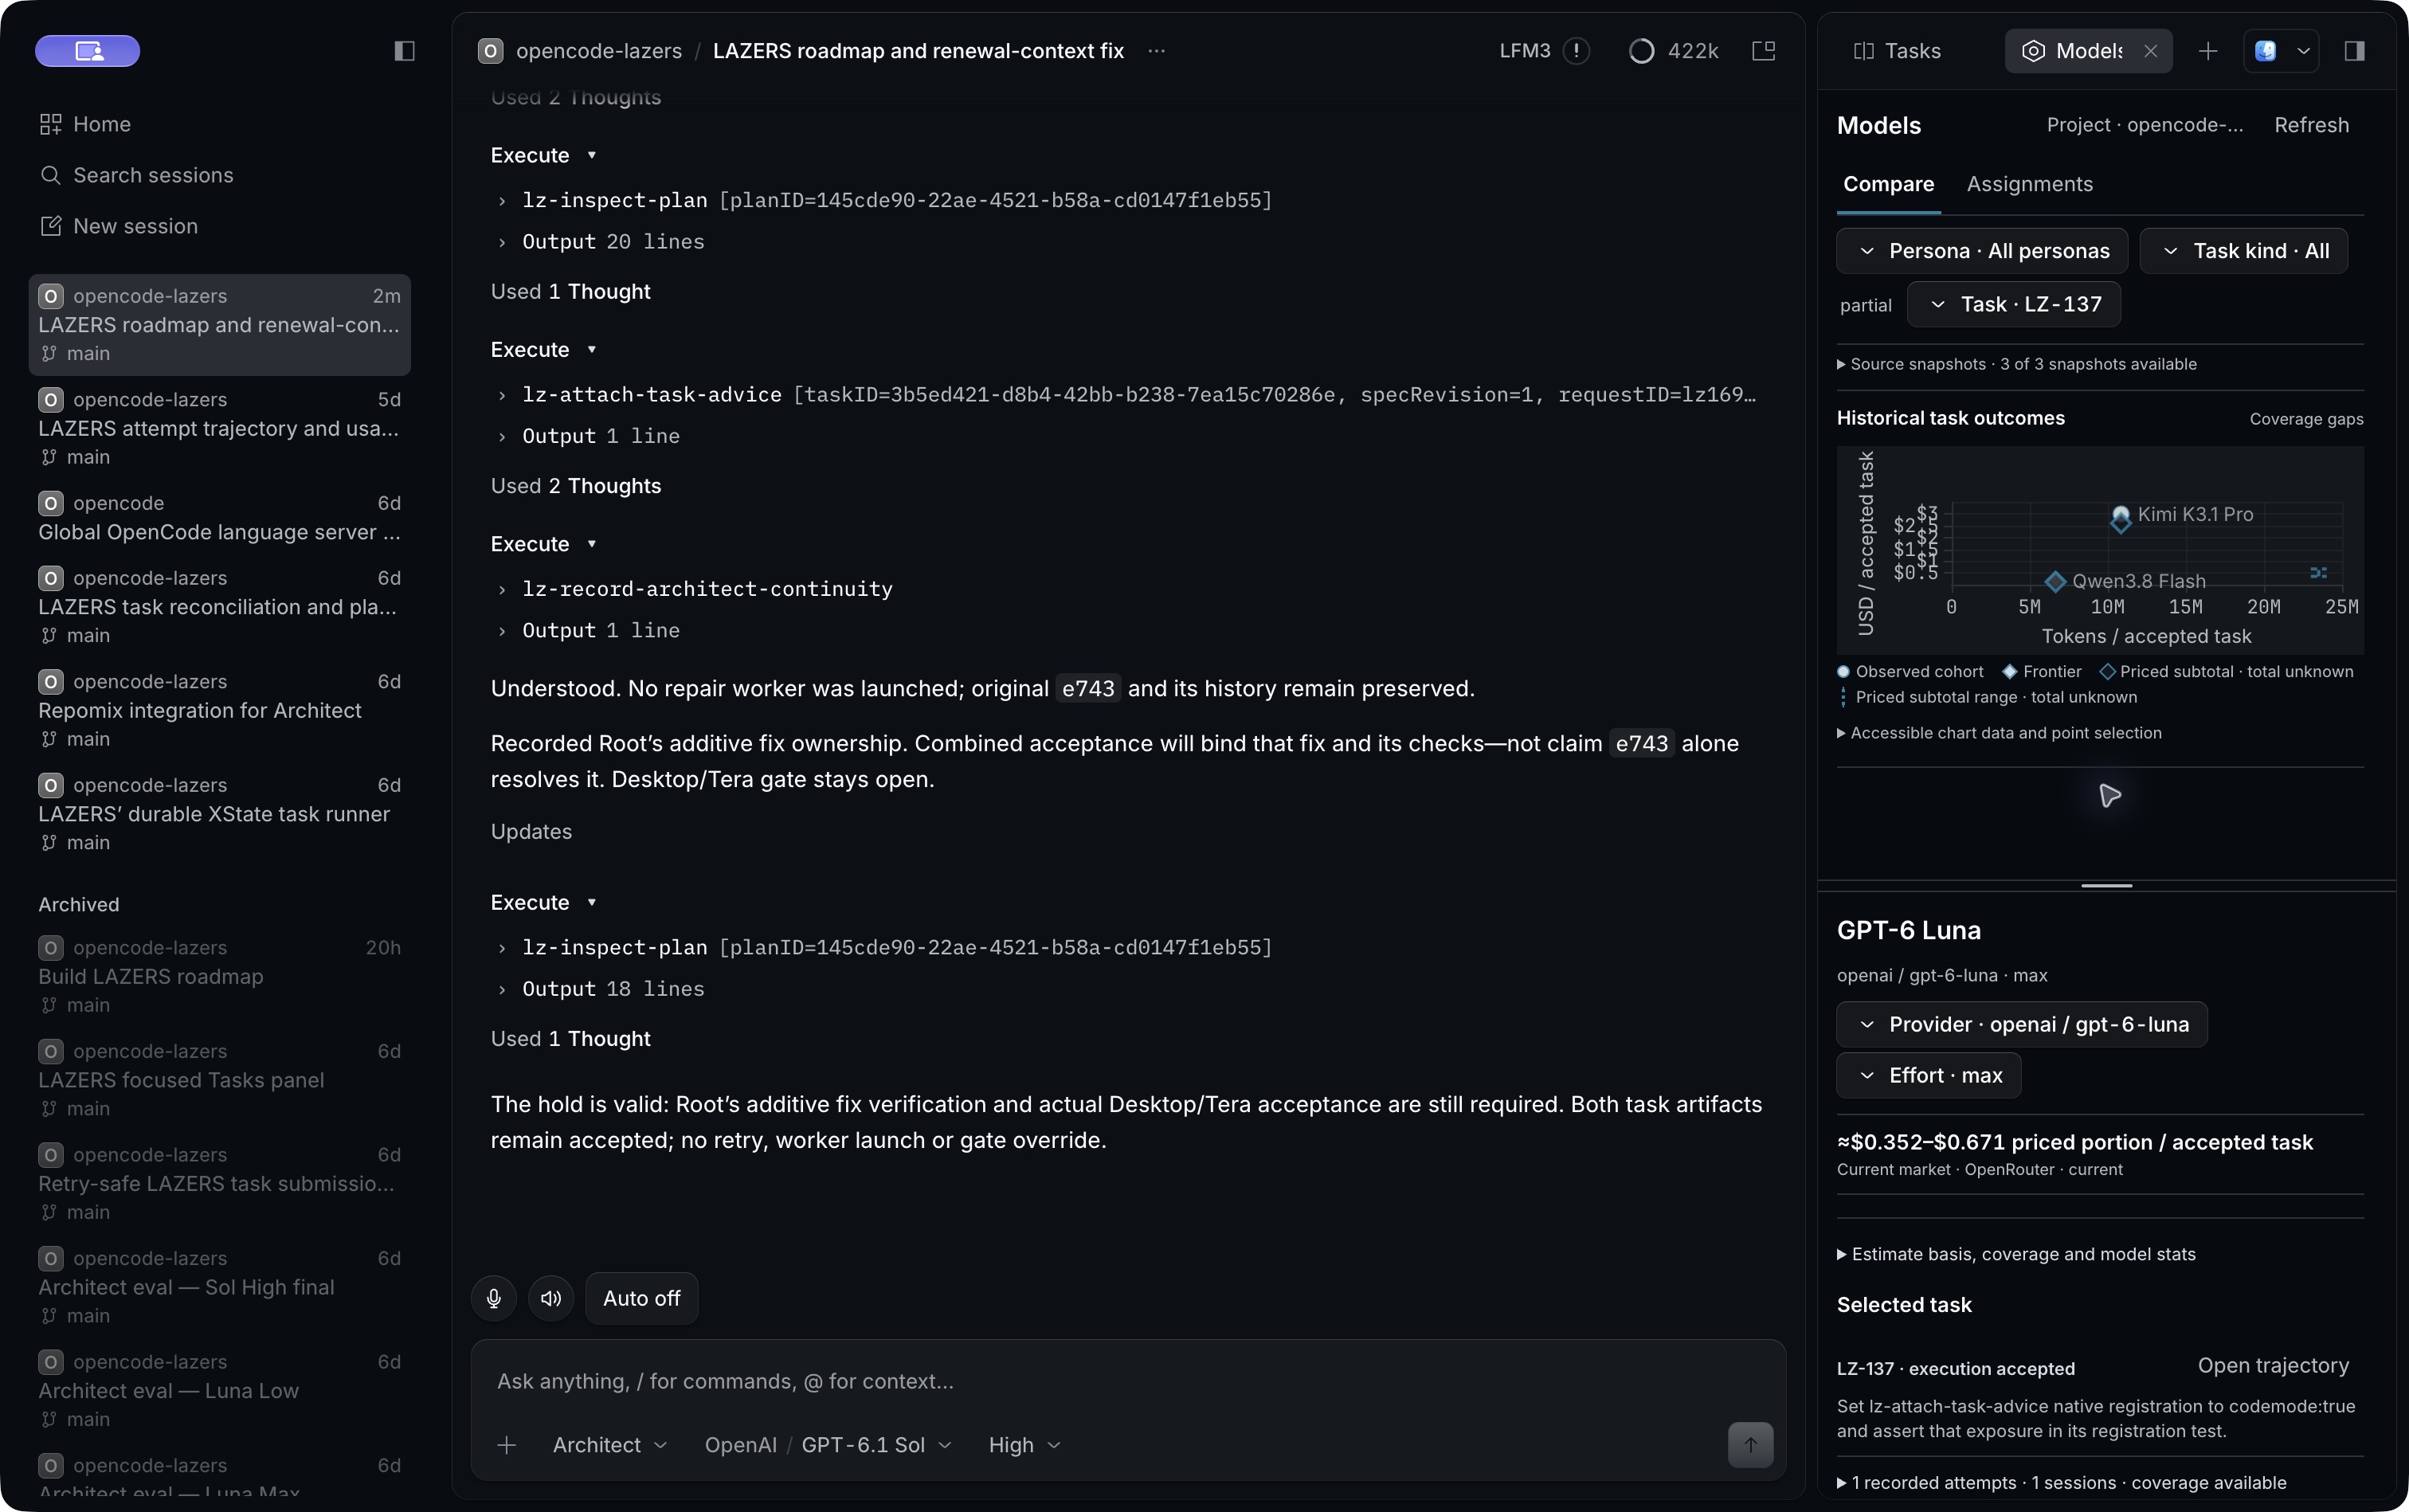 Home
Search sessions
New session
O opencode-lazers 2m
LAZERS roadmap and renewal-con...
main
O opencode-lazers 5d
LAZERS attempt trajectory and usa...
main
O opencode 6d
Global OpenCode language server ...
O opencode-lazers 6d
LAZERS task reconciliation and pla...
main
O opencode-lazers 6d
Repomix integration for Architect
main
O opencode-lazers 6d
LAZERS’ durable XState task runner
main
Archived
O opencode-lazers 20h
Build LAZERS roadmap
main
O opencode-lazers 6d
LAZERS focused Tasks panel
main
O opencode-lazers 6d
Retry-safe LAZERS task submissio...
main
O opencode-lazers 6d
Architect eval — Sol High final
main
O opencode-lazers 6d
Architect eval — Luna Low
main
O opencode-lazers 6d
Architect eval — Luna Max
O opencode-lazers / LAZERS roadmap and renewal-context fix ...
LFM3 ! 422k
Used 2 Thoughts
Execute
lz-inspect-plan [planID=145cde90-22ae-4521-b58a-cd0147f1eb55]
Output 20 lines
Used 1 Thought
Execute
lz-attach-task-advice [taskID=3b5ed421-d8b4-42bb-b238-7ea15c70286e, specRevision=1, requestID=lz169…
Output 1 line
Used 2 Thoughts
Execute
lz-record-architect-continuity
Output 1 line
Understood. No repair worker was launched; original e743 and its history remain preserved.
Recorded Root’s additive fix ownership. Combined acceptance will bind that fix and its checks—not claim e743 alone
resolves it. Desktop/Tera gate stays open.
Updates
Execute
lz-inspect-plan [planID=145cde90-22ae-4521-b58a-cd0147f1eb55]
Output 18 lines
Used 1 Thought
The hold is valid: Root’s additive fix verification and actual Desktop/Tera acceptance are still required. Both task artifacts
remain accepted; no retry, worker launch or gate override.
Auto off
Ask anything, / for commands, @ for context...
Architect OpenAI / GPT-6.1 Sol High
Tasks Models
Models Project · opencode-... Refresh
Compare Assignments
Persona · All personas Task kind · All
partial Task · LZ-137
Source snapshots · 3 of 3 snapshots available
Historical task outcomes Coverage gaps
USD / accepted task
$3
$2.5
$2
$1.5
$1
$0.5
Kimi K3.1 Pro
Qwen3.8 Flash
0 5M 10M 15M 20M 25M
Tokens / accepted task
Observed cohort Frontier Priced subtotal · total unknown
Priced subtotal range · total unknown
Accessible chart data and point selection
GPT-6 Luna
openai / gpt-6-luna · max
Provider · openai / gpt-6-luna
Effort · max
≈$0.352–$0.671 priced portion / accepted task
Current market · OpenRouter · current
Estimate basis, coverage and model stats
Selected task
LZ-137 · execution accepted Open trajectory
Set lz-attach-task-advice native registration to codemode:true
and assert that exposure in its registration test.
1 recorded attempts · 1 sessions · coverage available